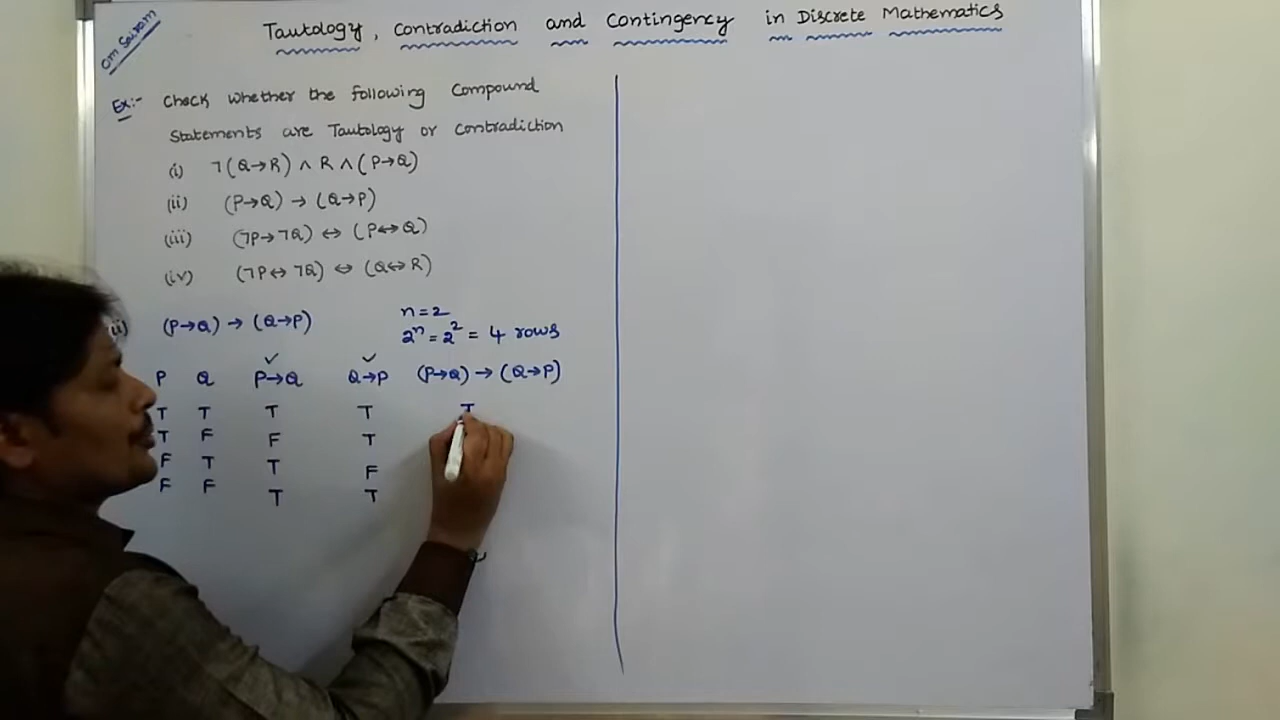 Om Sairam
Tautology, Contradiction and Contingency in Discrete Mathematics
Ex:- Check whether the following Compound
Statements are Tautology or Contradiction
(i) ¬(Q→R) ∧ R ∧ (P→Q)
(ii) (P→Q) → (Q→P)
(iii) (¬P→¬Q) ↔ (P↔Q)
(iv) (¬P↔¬Q) ↔ (Q↔R)
ii) (P→Q) → (Q→P)
n=2
2ⁿ = 2² = 4 rows
✓ ✓
P Q P→Q Q→P (P→Q) → (Q→P)
T T T T T
T F F T
F T T F
F F T T